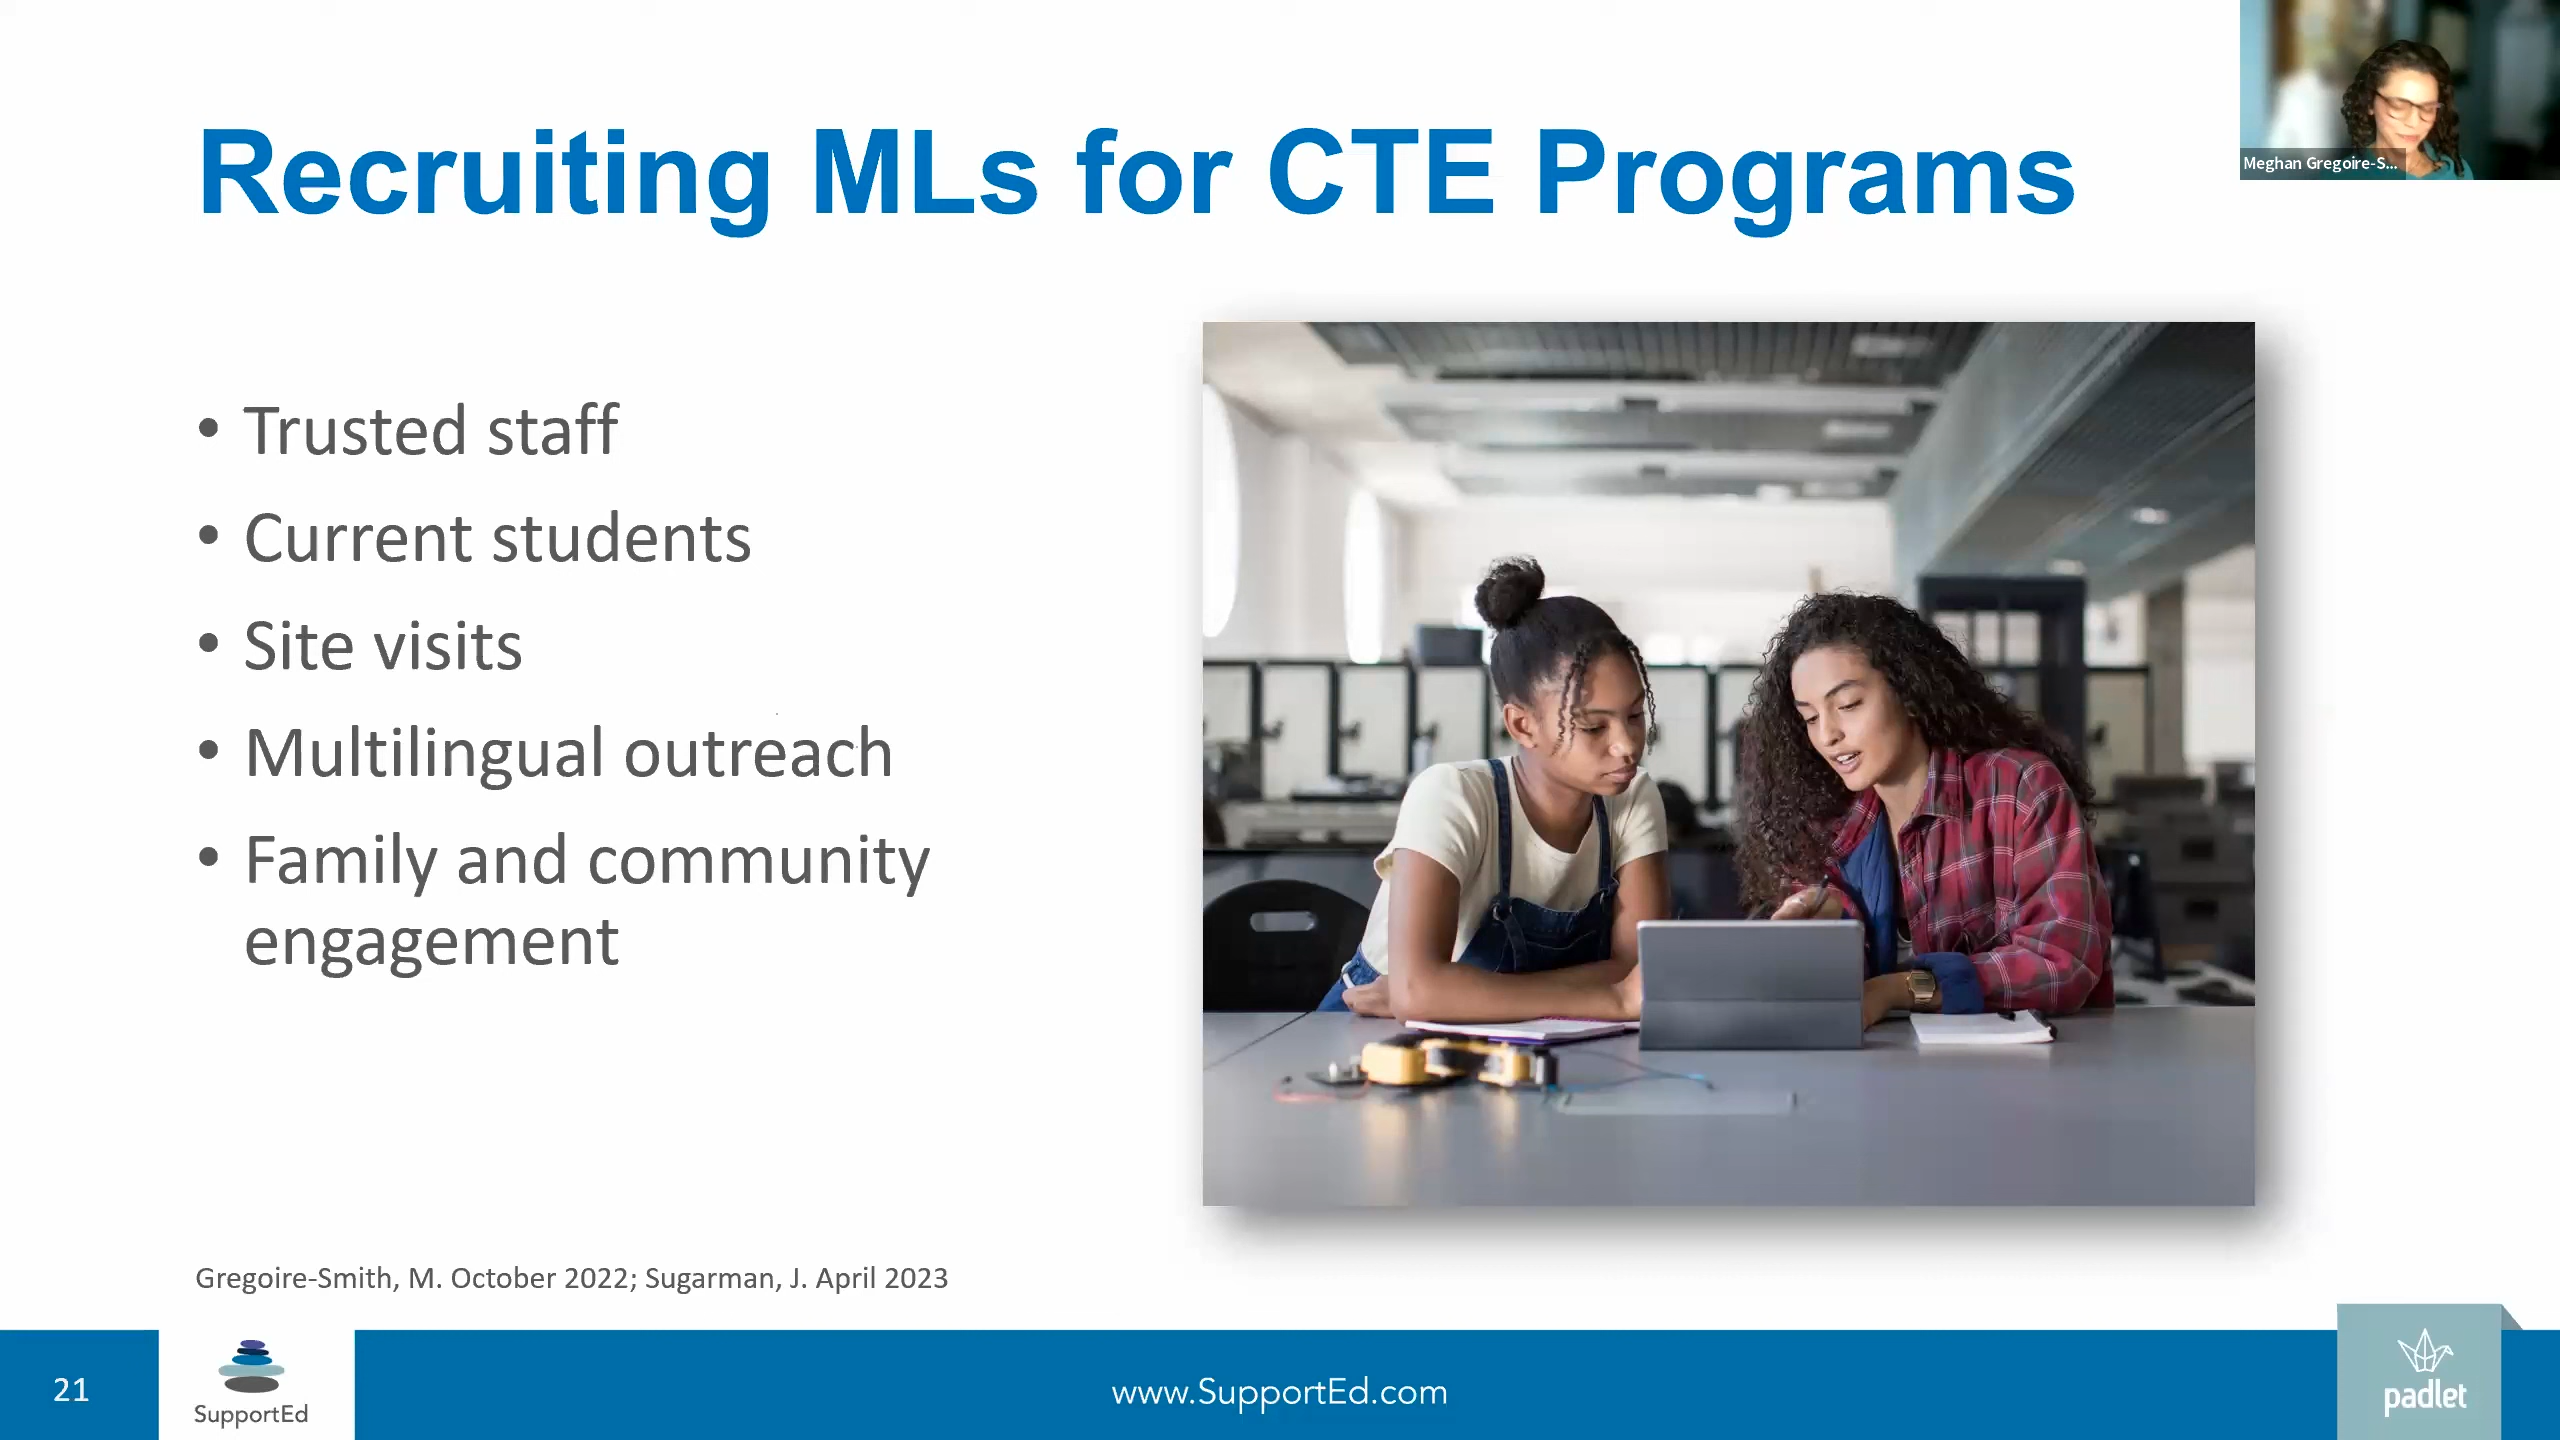 Recruiting MLs for CTE Programs
Meghan Gregoire-S...
• Trusted staff
• Current students
• Site visits
• Multilingual outreach
• Family and community
engagement
Gregoire-Smith, M. October 2022; Sugarman, J. April 2023
21
SupportEd
www.SupportEd.com
padlet